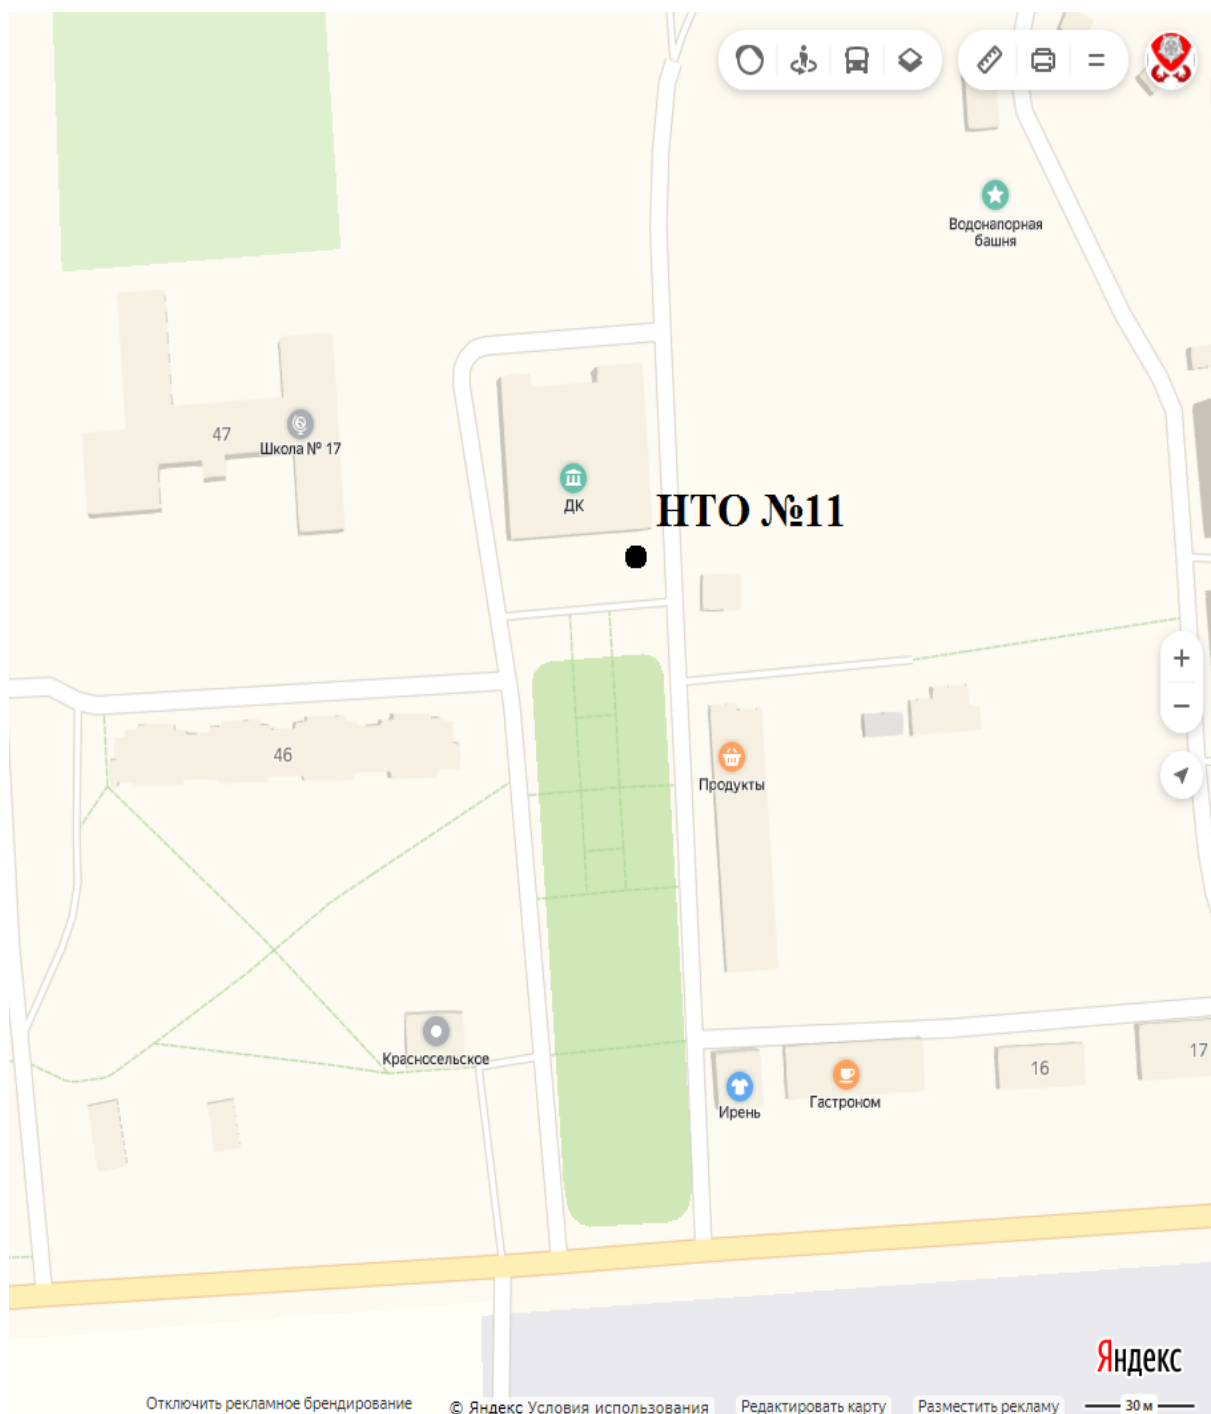 Водонапорная
башня
47
Школа № 17
ДК
НТО №11
46
Продукты
Красносельское
Ирень
Гастроном
16
17
Яндекс
Отключить рекламное брендирование
© Яндекс Условия использования
Редактировать карту
Разместить рекламу
30 м